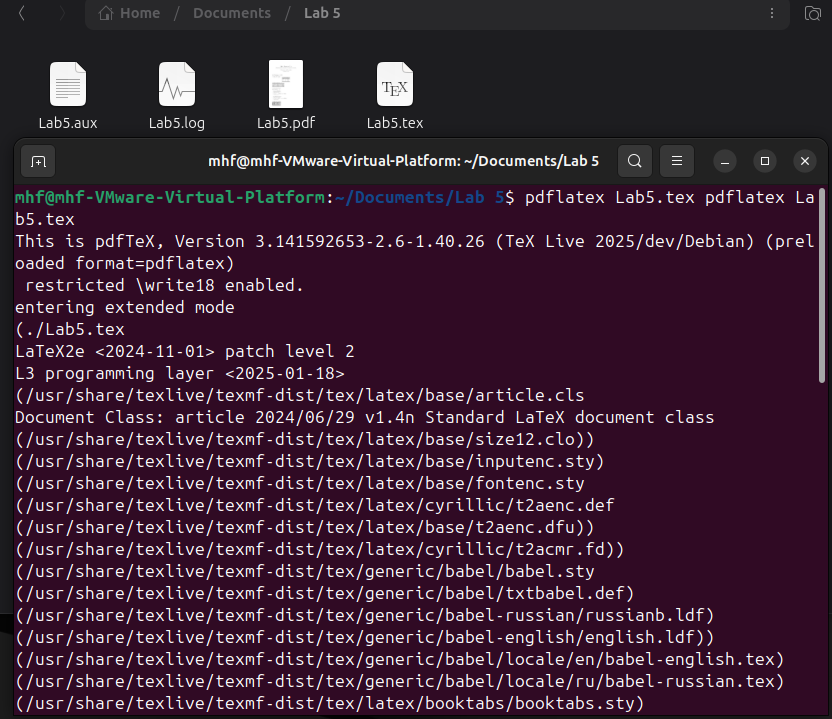 Home / Documents / Lab 5
Lab5.aux
Lab5.log
Lab5.pdf
TEX
Lab5.tex
mhf@mhf-VMware-Virtual-Platform: ~/Documents/Lab 5
mhf@mhf-VMware-Virtual-Platform:~/Documents/Lab 5$ pdflatex Lab5.tex pdflatex La
b5.tex
This is pdfTeX, Version 3.141592653-2.6-1.40.26 (TeX Live 2025/dev/Debian) (prel
oaded format=pdflatex)
 restricted \write18 enabled.
entering extended mode
(./Lab5.tex
LaTeX2e <2024-11-01> patch level 2
L3 programming layer <2025-01-18>
(/usr/share/texlive/texmf-dist/tex/latex/base/article.cls
Document Class: article 2024/06/29 v1.4n Standard LaTeX document class
(/usr/share/texlive/texmf-dist/tex/latex/base/size12.clo))
(/usr/share/texlive/texmf-dist/tex/latex/base/inputenc.sty)
(/usr/share/texlive/texmf-dist/tex/latex/base/fontenc.sty
(/usr/share/texlive/texmf-dist/tex/latex/cyrillic/t2aenc.def
(/usr/share/texlive/texmf-dist/tex/latex/base/t2aenc.dfu))
(/usr/share/texlive/texmf-dist/tex/latex/cyrillic/t2acmr.fd))
(/usr/share/texlive/texmf-dist/tex/generic/babel/babel.sty
(/usr/share/texlive/texmf-dist/tex/generic/babel/txtbabel.def)
(/usr/share/texlive/texmf-dist/tex/generic/babel-russian/russianb.ldf)
(/usr/share/texlive/texmf-dist/tex/generic/babel-english/english.ldf))
(/usr/share/texlive/texmf-dist/tex/generic/babel/locale/en/babel-english.tex)
(/usr/share/texlive/texmf-dist/tex/generic/babel/locale/ru/babel-russian.tex)
(/usr/share/texlive/texmf-dist/tex/latex/booktabs/booktabs.sty)